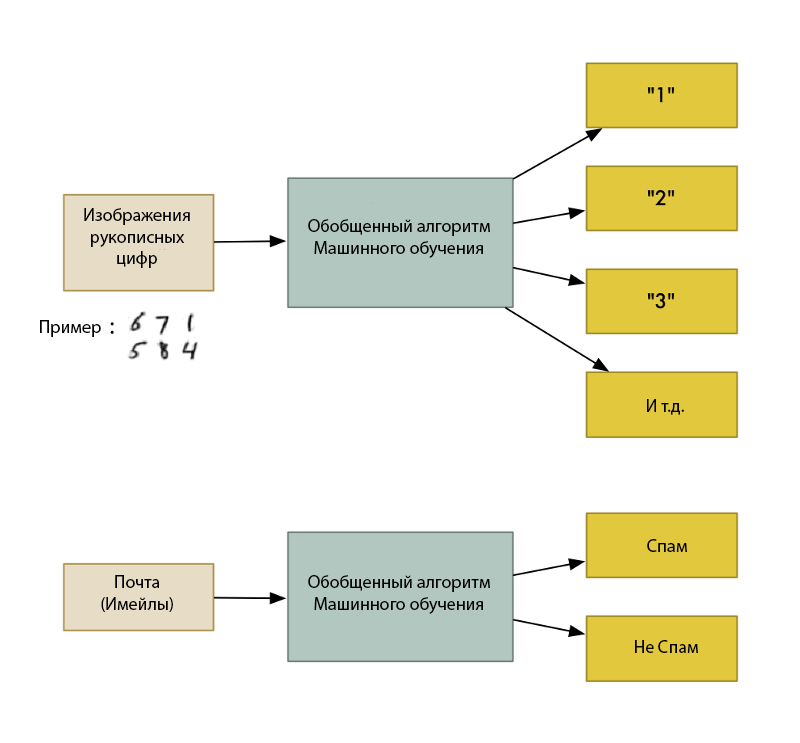 "1"
"2"
Изображения
рукописных
цифр
Обобщенный алгоритм
Машинного обучения
"3"
Пример : 6 7 1
5 8 4
И т.д.
Спам
Почта
(Имейлы)
Обобщенный алгоритм
Машинного обучения
Не Спам